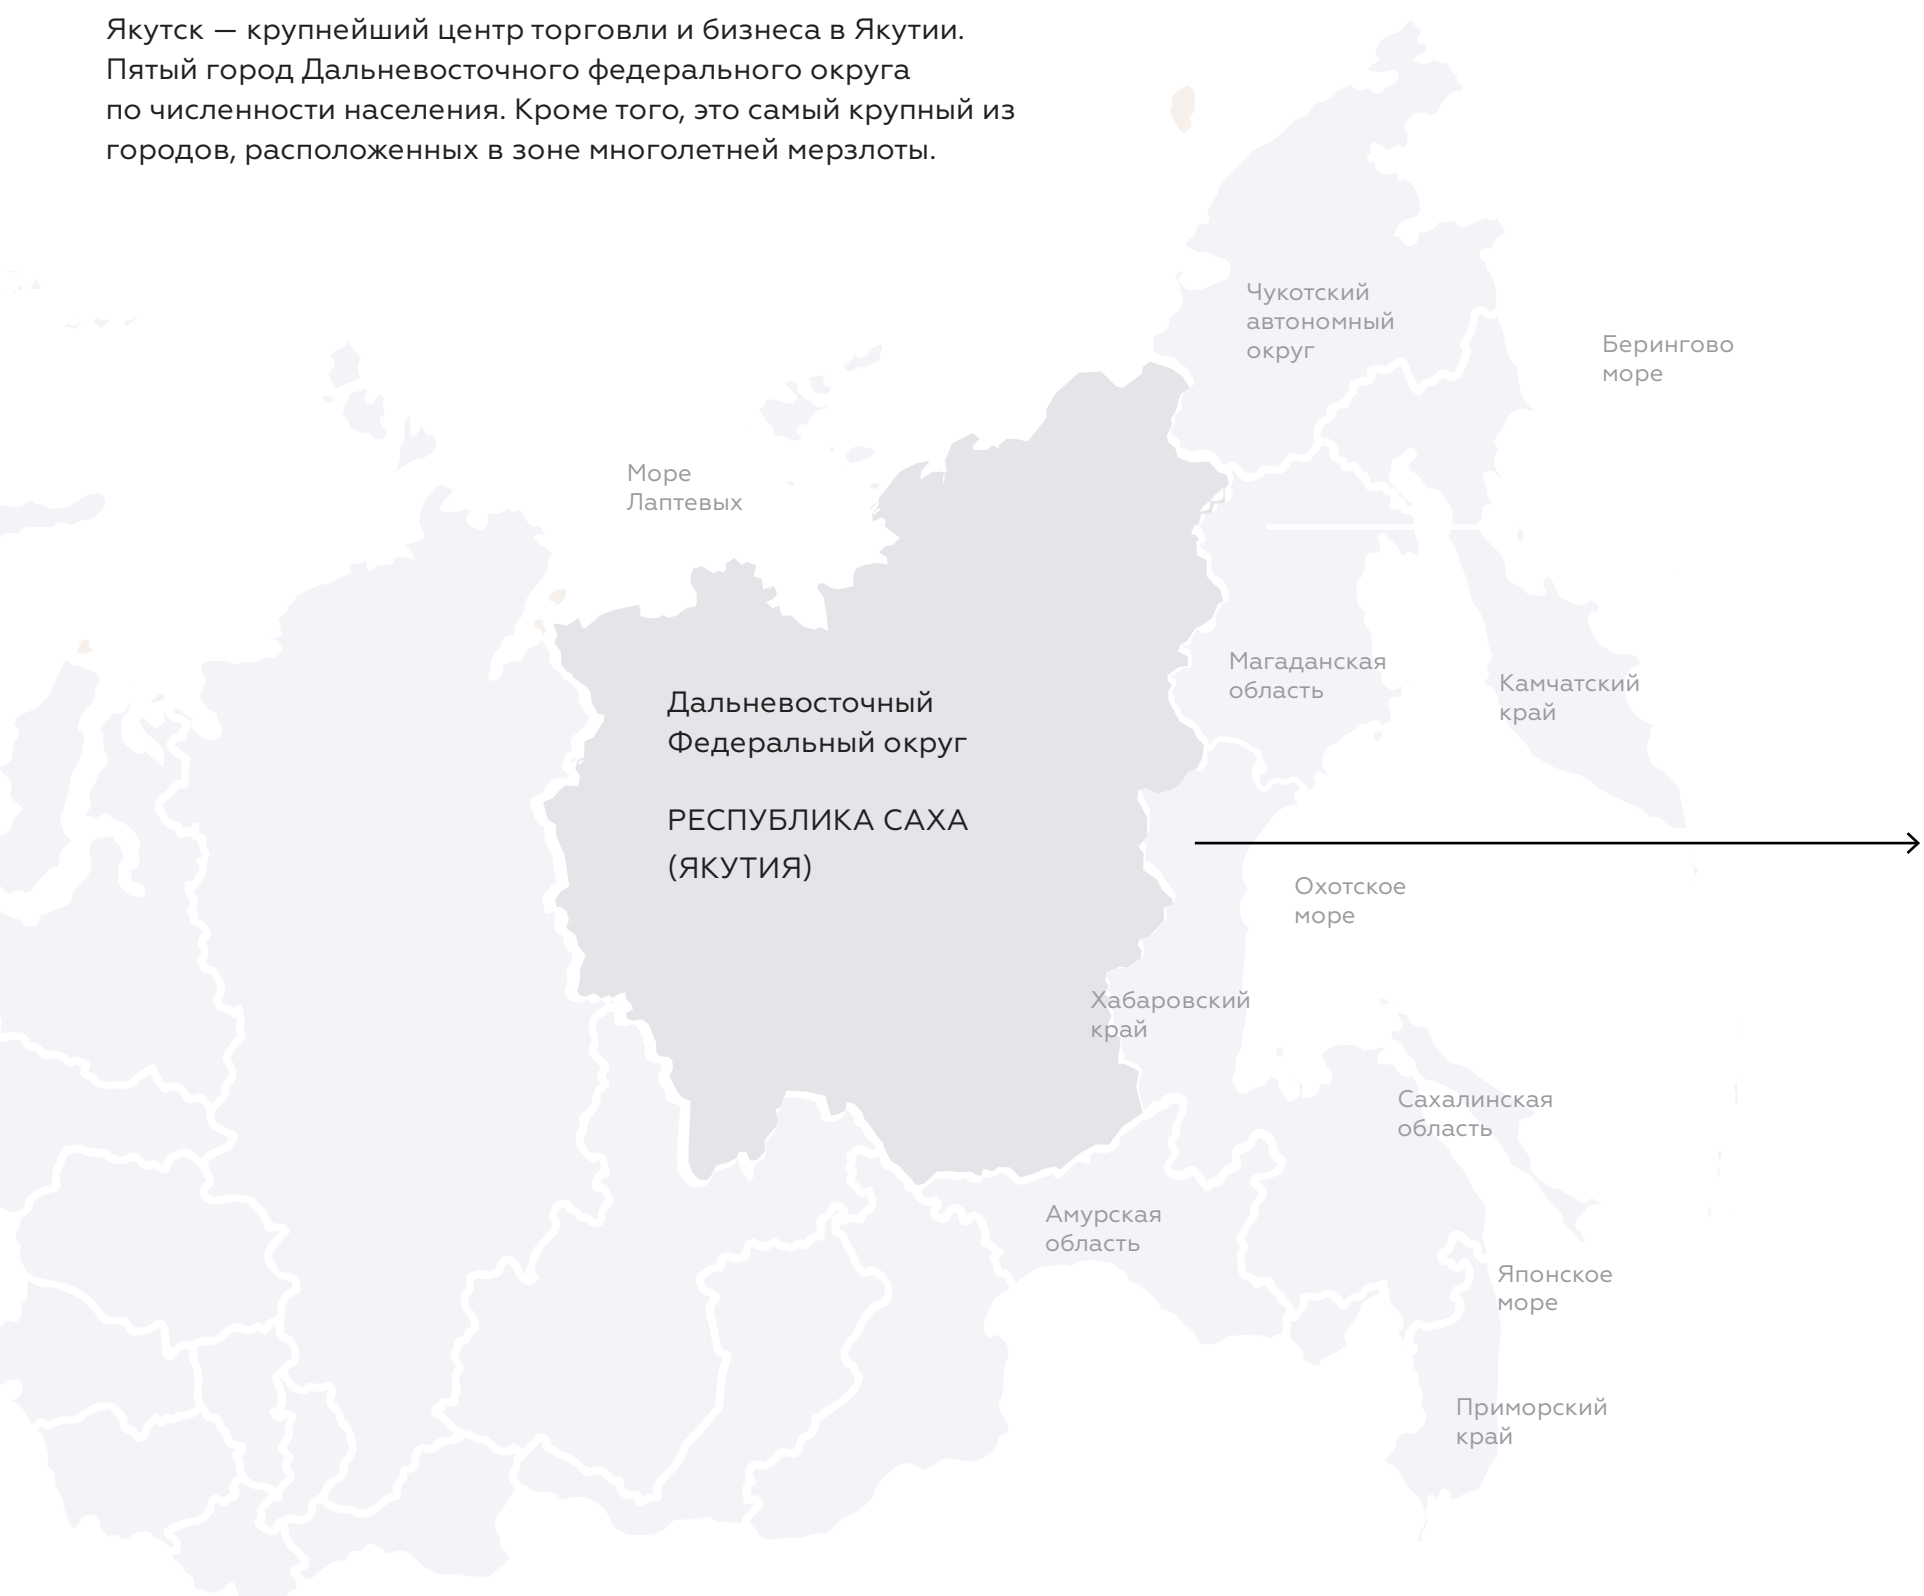 Якутск — крупнейший центр торговли и бизнеса в Якутии.
Пятый город Дальневосточного федерального округа
по численности населения. Кроме того, это самый крупный из
городов, расположенных в зоне многолетней мерзлоты.
Чукотский
автономный
округ
Берингово
море
Море
Лаптевых
Магаданская
область
Камчатский
край
Дальневосточный
Федеральный округ
РЕСПУБЛИКА САХА
(ЯКУТИЯ)
Охотское
море
Хабаровский
край
Сахалинская
область
Амурская
область
Японское
море
Приморский
край